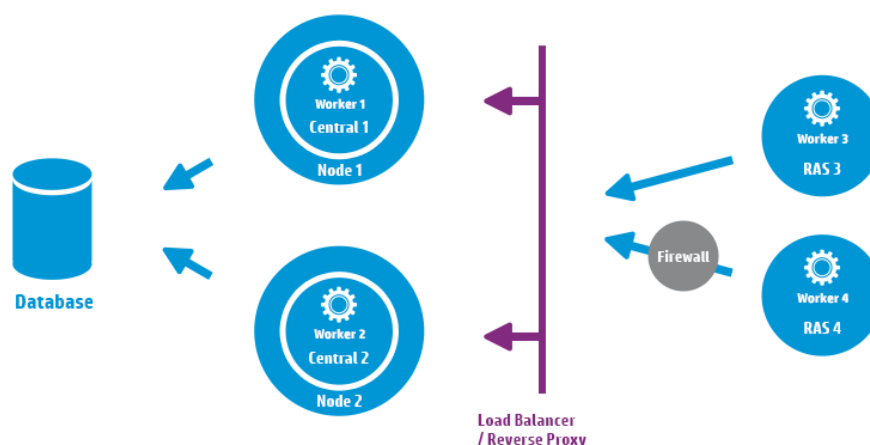 Worker 1
Central 1
Node 1
Database
Worker 2
Central 2
Node 2
Load Balancer
/ Reverse Proxy
Worker 3
RAS 3
Firewall
Worker 4
RAS 4